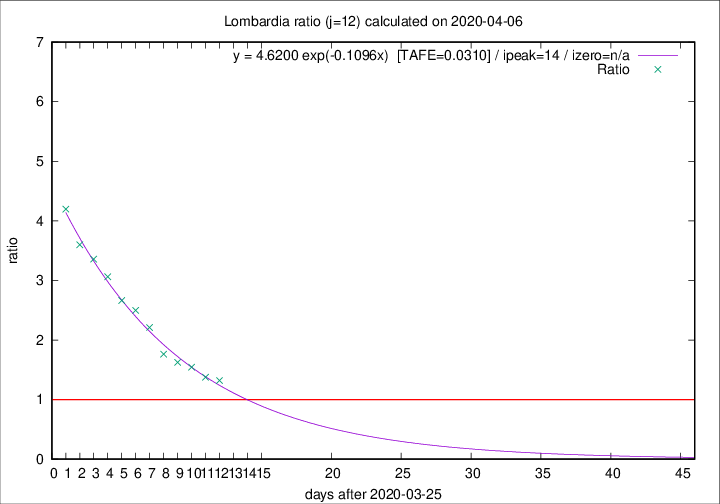 Lombardia ratio (j=12) calculated on 2020-04-06
y = 4.6200 exp(-0.1096x) [TAFE=0.0310] / ipeak=14 / izero=n/a
Ratio
7
6
5
4
3
2
1
0
ratio
0 1 2 3 4 5 6 7 8 9 10 11 12 13 14 15 20 25 30 35 40 45
days after 2020-03-25